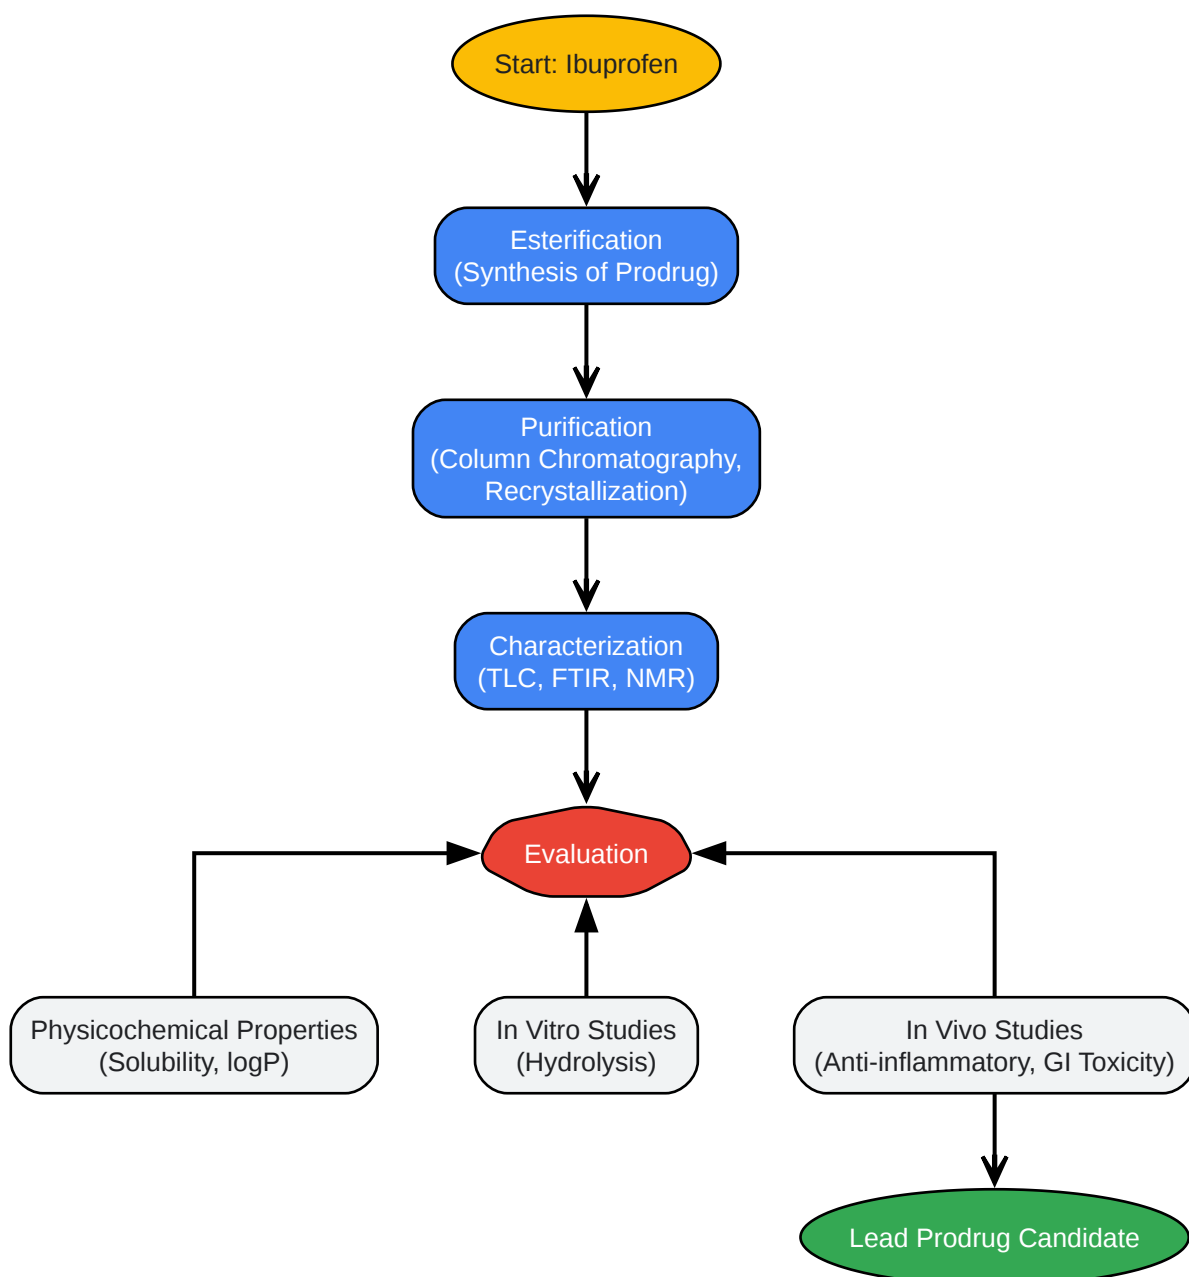 Start: Ibuprofen
Esterification
(Synthesis of Prodrug)
Purification
(Column Chromatography,
Recrystallization)
Characterization
(TLC, FTIR, NMR)
Evaluation
Physicochemical Properties
(Solubility, logP)
In Vitro Studies
(Hydrolysis)
In Vivo Studies
(Anti-inflammatory, GI Toxicity)
Lead Prodrug Candidate